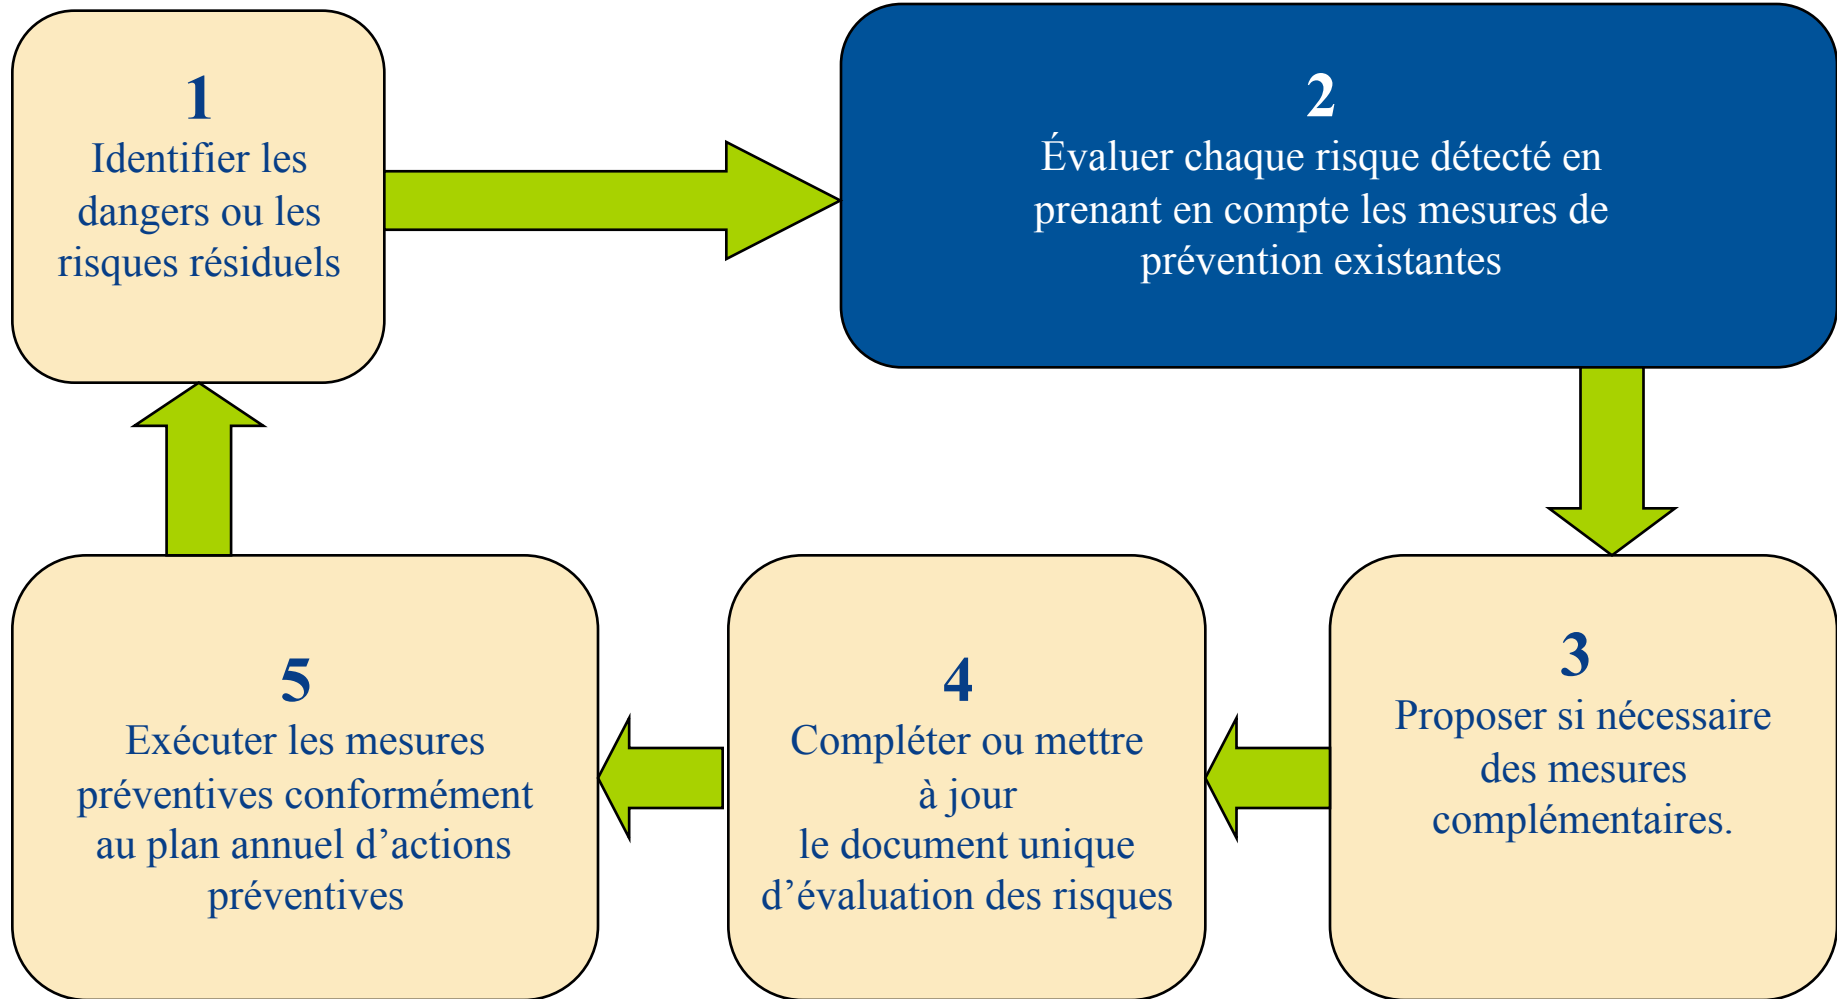 1
Identifier les
dangers ou les
risques résiduels
2
Évaluer chaque risque détecté en
prenant en compte les mesures de
prévention existantes
3
Proposer si nécessaire
des mesures
complémentaires.
4
Compléter ou mettre
à jour
le document unique
d’évaluation des risques
5
Exécuter les mesures
préventives conformément
au plan annuel d’actions
préventives